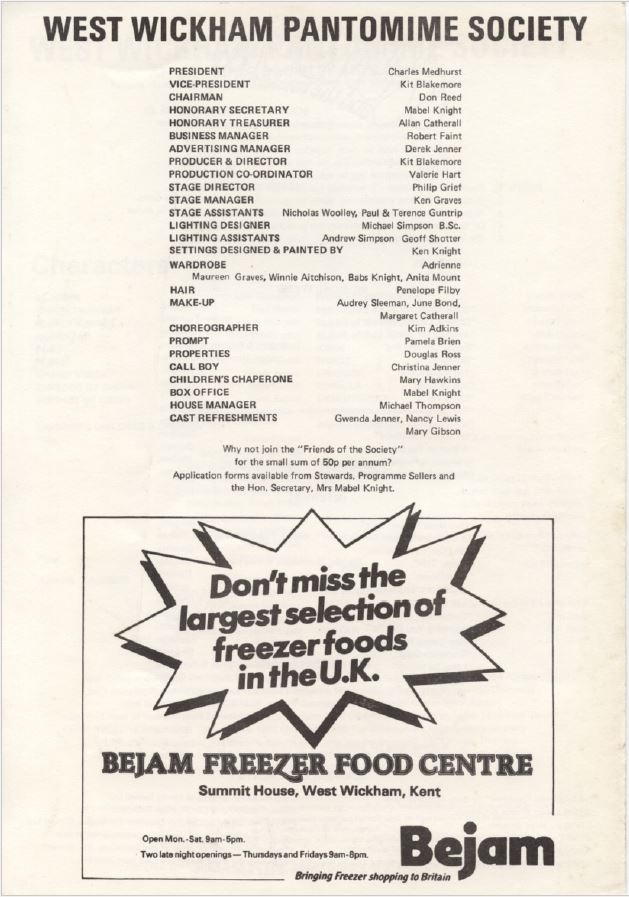 WEST WICKHAM PANTOMIME SOCIETY
PRESIDENT Charles Medhurst
VICE-PRESIDENT Kit Blakemore
CHAIRMAN Don Reed
HONORARY SECRETARY Mabel Knight
HONORARY TREASURER Allan Catherall
BUSINESS MANAGER Robert Faint
ADVERTISING MANAGER Derek Jenner
PRODUCER & DIRECTOR Kit Blakemore
PRODUCTION CO-ORDINATOR Valerie Hart
STAGE DIRECTOR Philip Grief
STAGE MANAGER Ken Graves
STAGE ASSISTANTS Nicholas Woolley, Paul & Terence Guntrip
LIGHTING DESIGNER Michael Simpson B.Sc.
LIGHTING ASSISTANTS Andrew Simpson Geoff Shotter
SETTINGS DESIGNED & PAINTED BY Ken Knight
WARDROBE Adrienne
Maureen Graves, Winnie Aitchison, Babs Knight, Anita Mount
HAIR Penelope Filby
MAKE-UP Audrey Sleeman, June Bond,
Margaret Catherall
CHOREOGRAPHER Kim Adkins
PROMPT Pamela Brien
PROPERTIES Douglas Ross
CALL BOY Christina Jenner
CHILDREN'S CHAPERONE Mary Hawkins
BOX OFFICE Mabel Knight
HOUSE MANAGER Michael Thompson
CAST REFRESHMENTS Gwenda Jenner, Nancy Lewis
Mary Gibson
Why not join the "Friends of the Society"
for the small sum of 50p per annum?
Application forms available from Stewards, Programme Sellers and
the Hon. Secretary, Mrs Mabel Knight.
Don't miss the
largest selection of
freezer foods
in the U.K.
BEJAM FREEZER FOOD CENTRE
Summit House, West Wickham, Kent
Open Mon.-Sat. 9am-5pm.
Two late night openings — Thursdays and Fridays 9am-8pm.
Bejam
Bringing Freezer shopping to Britain